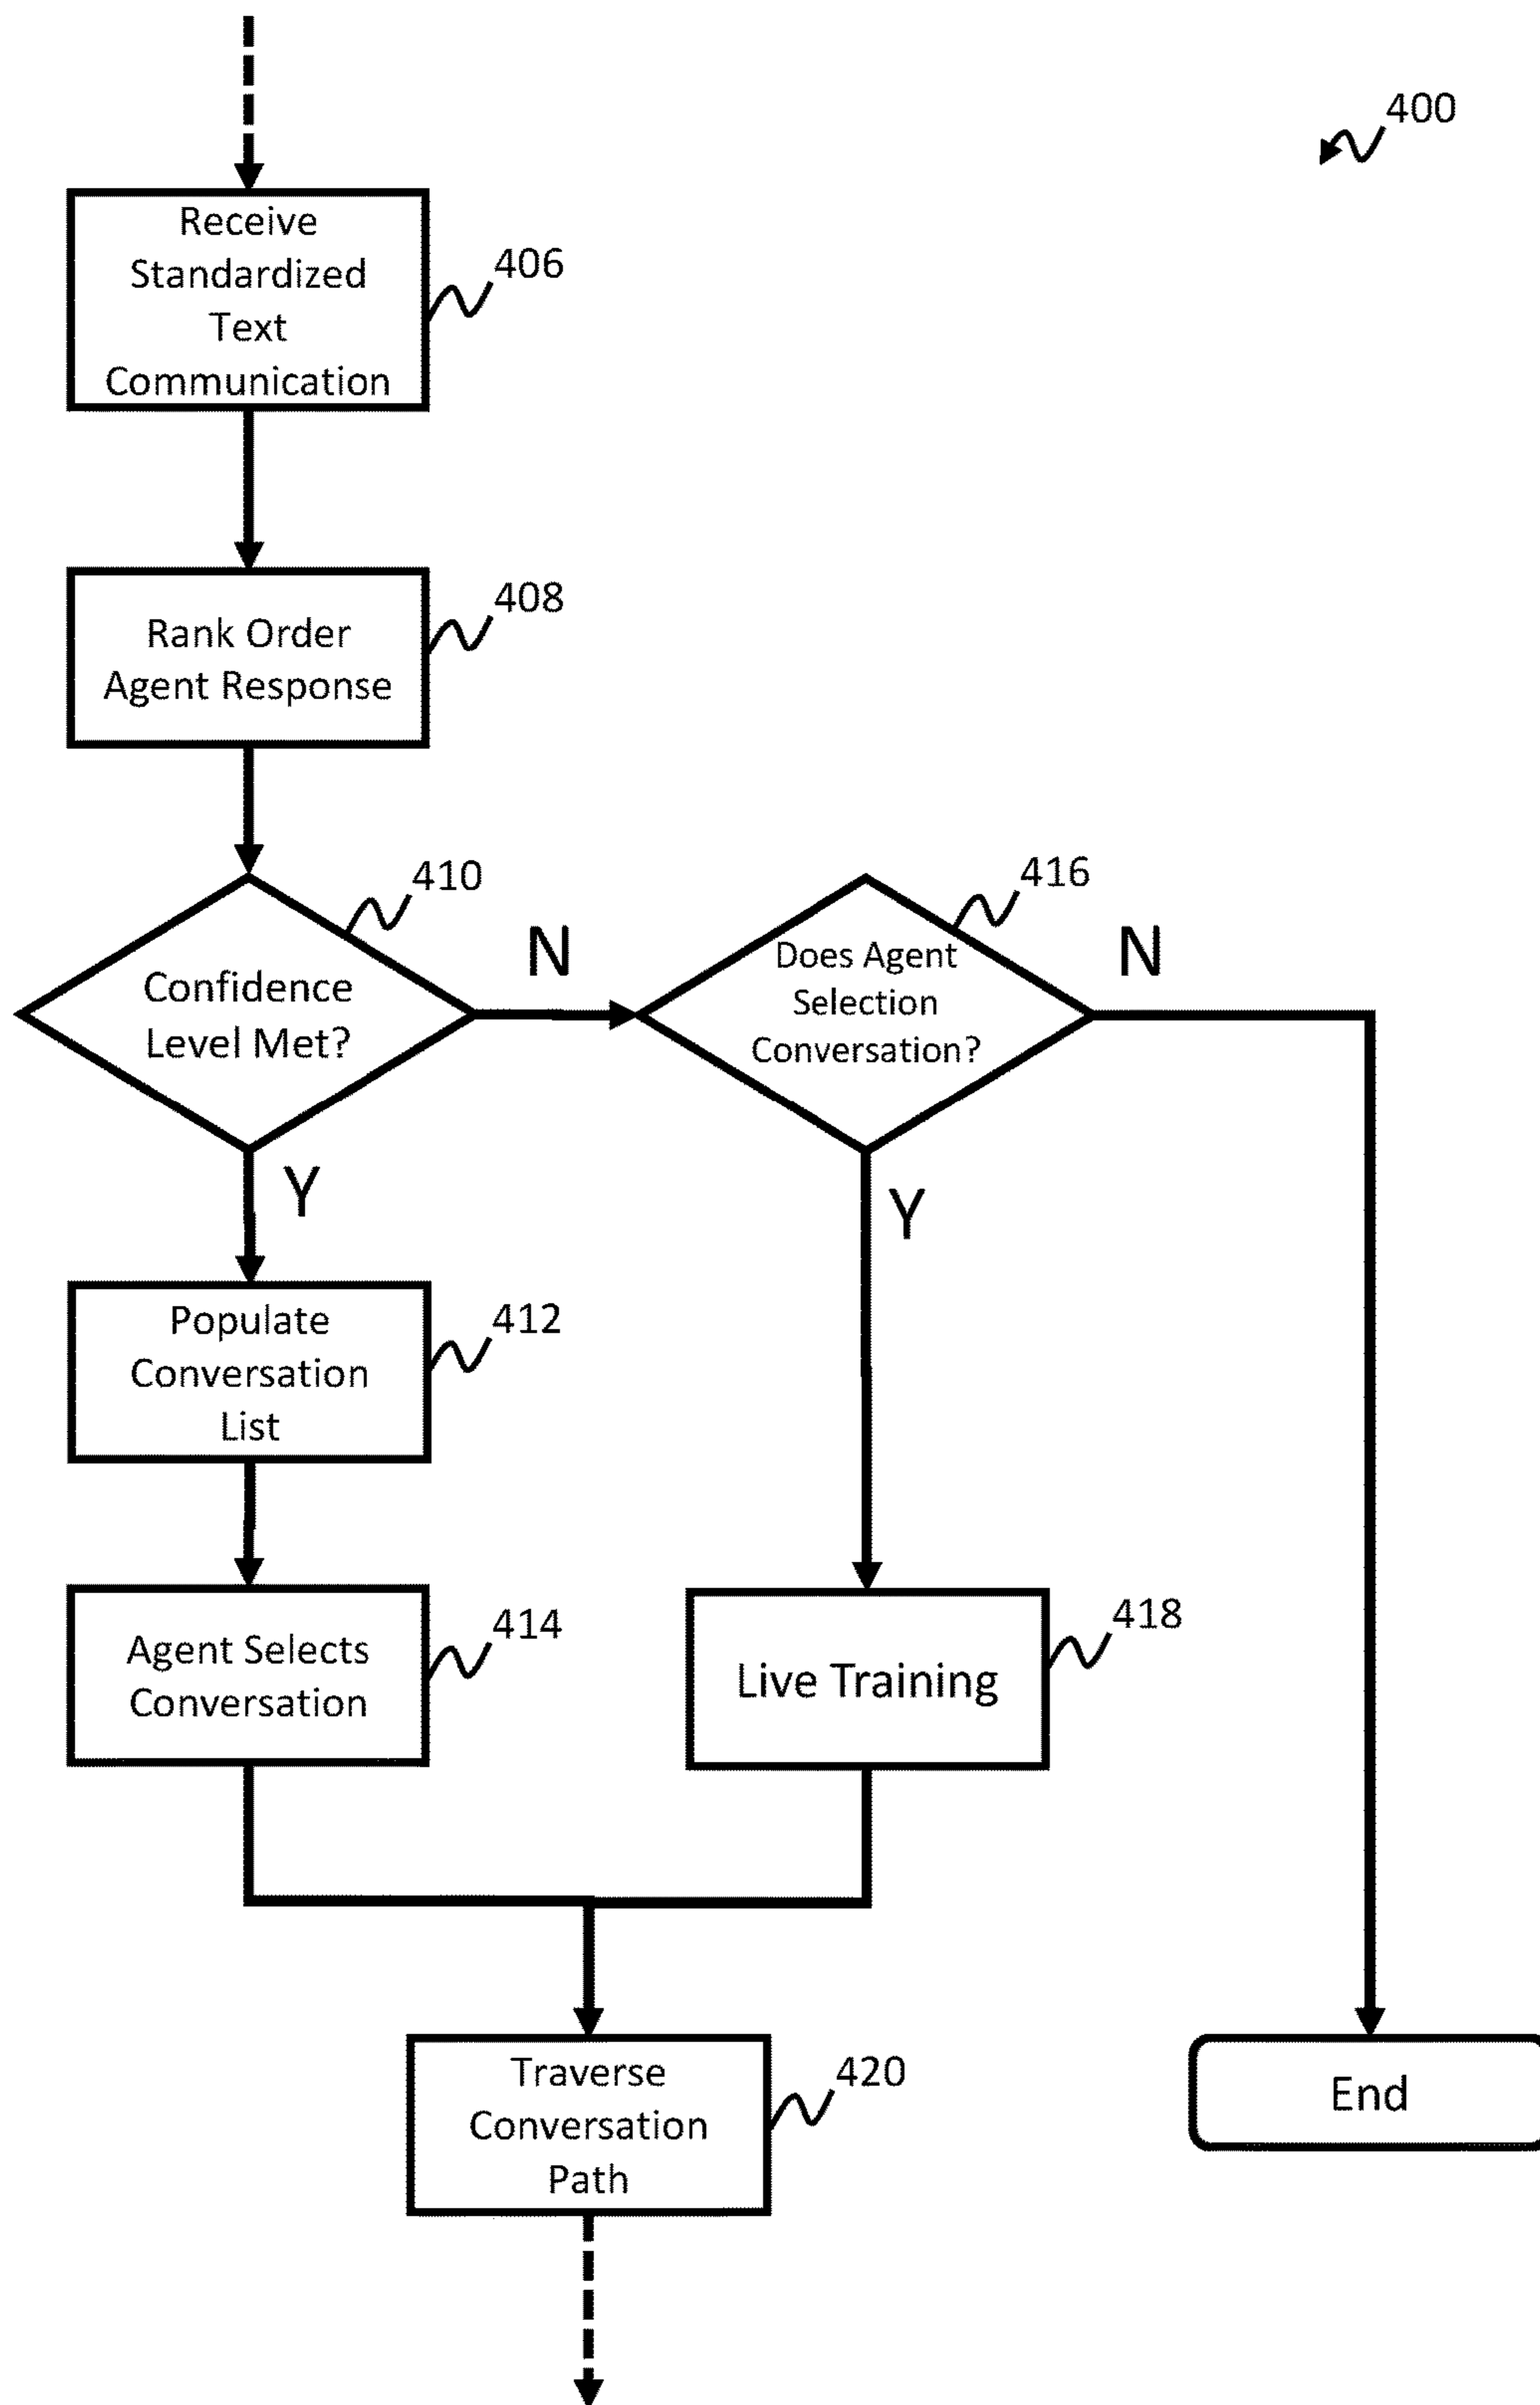 400
Receive
Standardized
Text
Communication
406
Rank Order
Agent Response
408
410
Confidence
Level Met?
N
Y
416
Does Agent
Selection
Conversation?
N
Y
Populate
Conversation
List
412
Agent Selects
Conversation
414
Live Training
418
Traverse
Conversation
Path
420
End